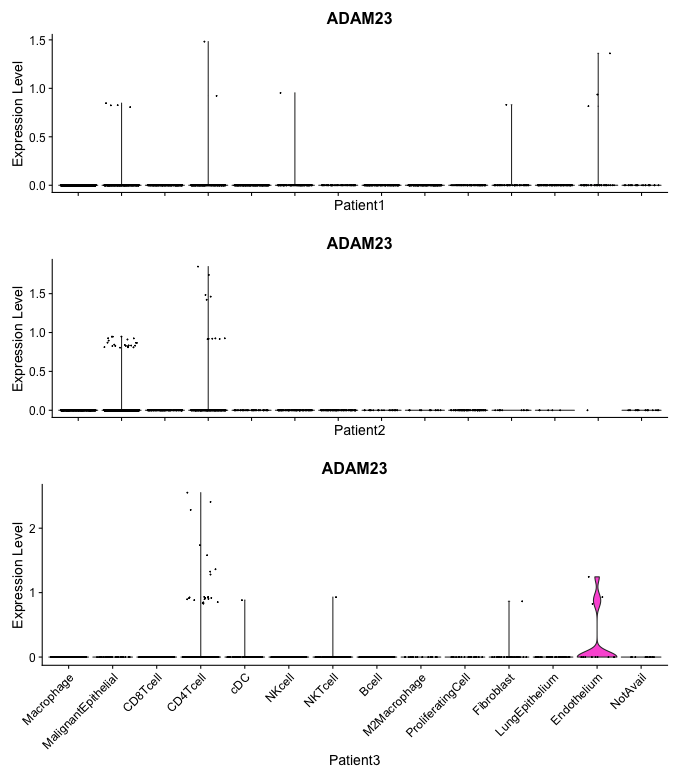 ADAM23
Expression Level
1.5
1.0
0.5
0.0
Patient1
ADAM23
Expression Level
1.5
1.0
0.5
0.0
Patient2
ADAM23
Expression Level
2
1
0
Macrophage
MalignantEpithelial
CD8Tcell
CD4Tcell
cDC
NKcell
NKTcell
Bcell
M2Macrophage
ProliferatingCell
Fibroblast
LungEpithelium
Endothelium
NotAvail
Patient3